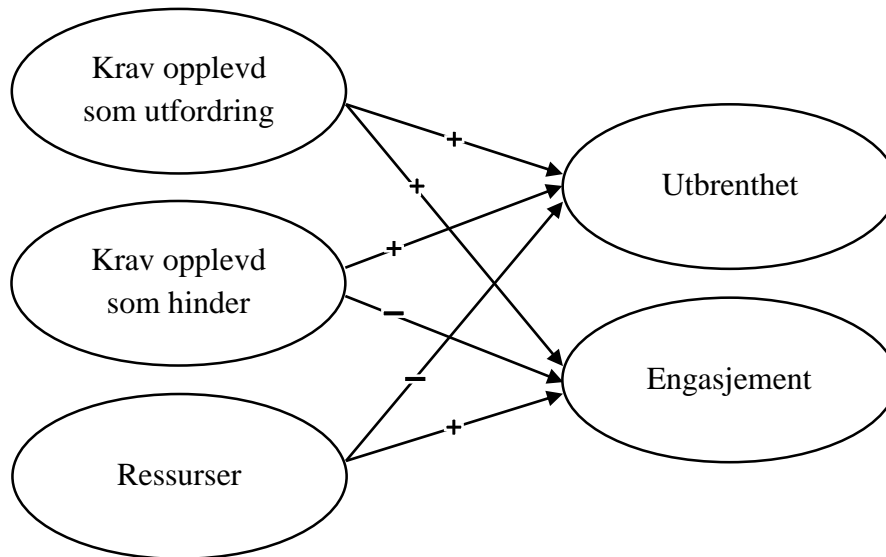 Krav opplevd
som utfordring
+
Utbrenthet
+
Krav opplevd
som hinder
+
−
−
Engasjement
Ressurser
+